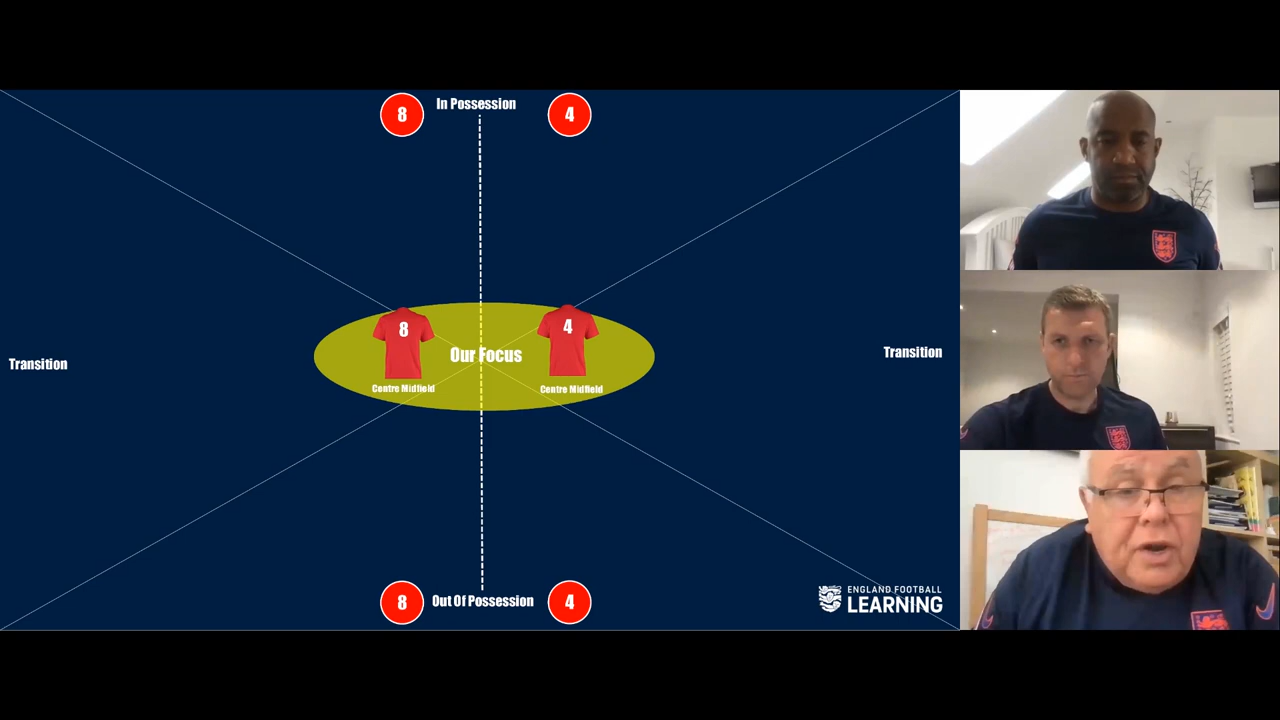 8 In Possession 4
8 4
Our Focus
Centre Midfield Centre Midfield
Transition Transition
8 Out Of Possession 4
ENGLAND FOOTBALL
LEARNING